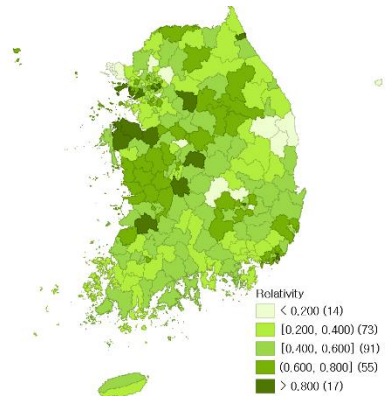 Relativity
< 0.200 (14)
[0.200, 0.400) (73)
[0.400, 0.600] (91)
(0.600, 0.800] (55)
> 0.800 (17)